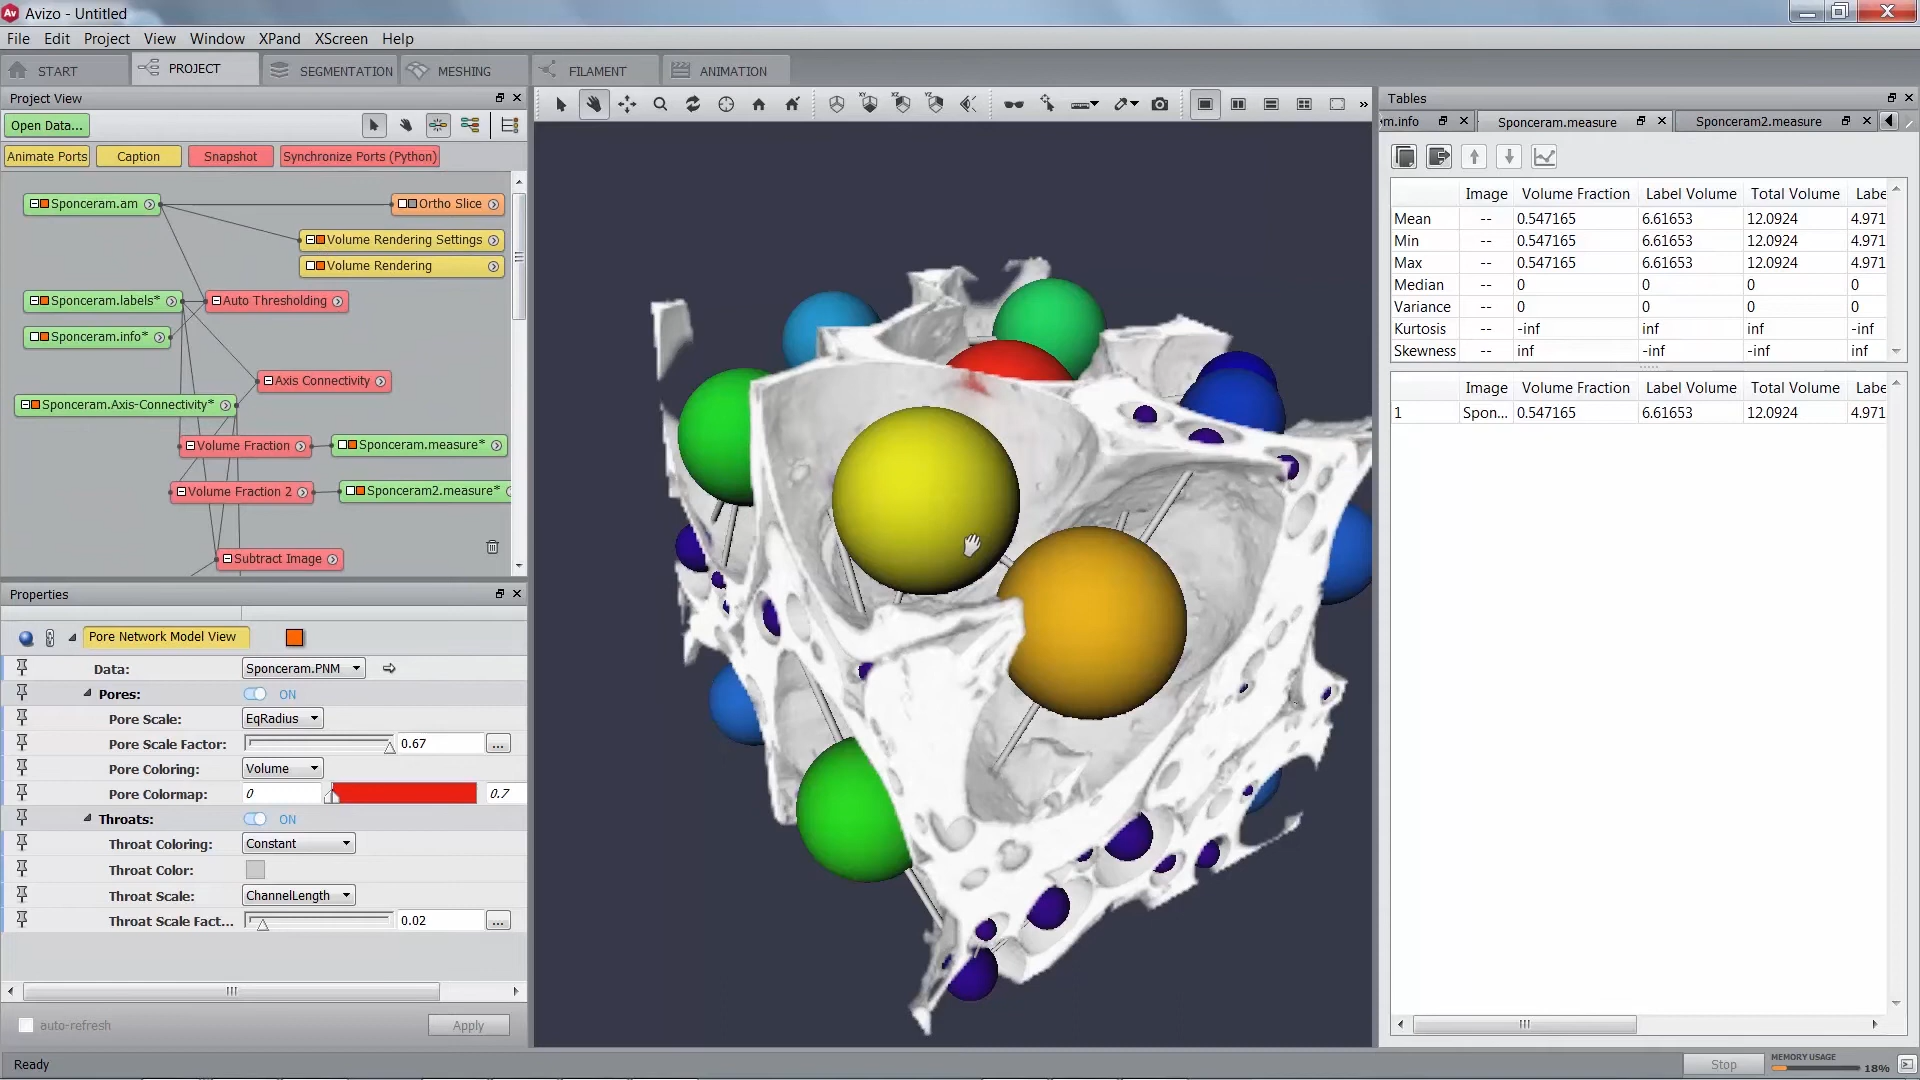 Avizo - Untitled
File Edit Project View Window XPand XScreen Help
START PROJECT SEGMENTATION MESHING FILAMENT ANIMATION
Project View
Open Data...
Animate Ports Caption Snapshot Synchronize Ports (Python)
Sponceram.am Ortho Slice
Volume Rendering Settings
Volume Rendering
Sponceram.labels* Auto Thresholding
Sponceram.info*
Axis Connectivity
Sponceram.Axis-Connectivity*
Volume Fraction Sponceram.measure*
Volume Fraction 2 Sponceram2.measure*
Subtract Image
Properties
Pore Network Model View
Data: Sponceram.PNM
Pores: ON
Pore Scale: EqRadius
Pore Scale Factor: 0.67 ...
Pore Coloring: Volume
Pore Colormap: 0 0.7
Throats: ON
Throat Coloring: Constant
Throat Color:
Throat Scale: ChannelLength
Throat Scale Fact... 0.02 ...
auto-refresh Apply
Ready
XY XZ YZ
»
Tables
m.info Sponceram.measure Sponceram2.measure
Image Volume Fraction Label Volume Total Volume Labe
Mean -- 0.547165 6.61653 12.0924 4.971
Min -- 0.547165 6.61653 12.0924 4.971
Max -- 0.547165 6.61653 12.0924 4.971
Median -- 0 0 0 0
Variance -- 0 0 0 0
Kurtosis -- -inf inf inf -inf
Skewness -- inf -inf -inf inf
Image Volume Fraction Label Volume Total Volume Labe
1 Spon... 0.547165 6.61653 12.0924 4.971
Stop MEMORY USAGE 18%